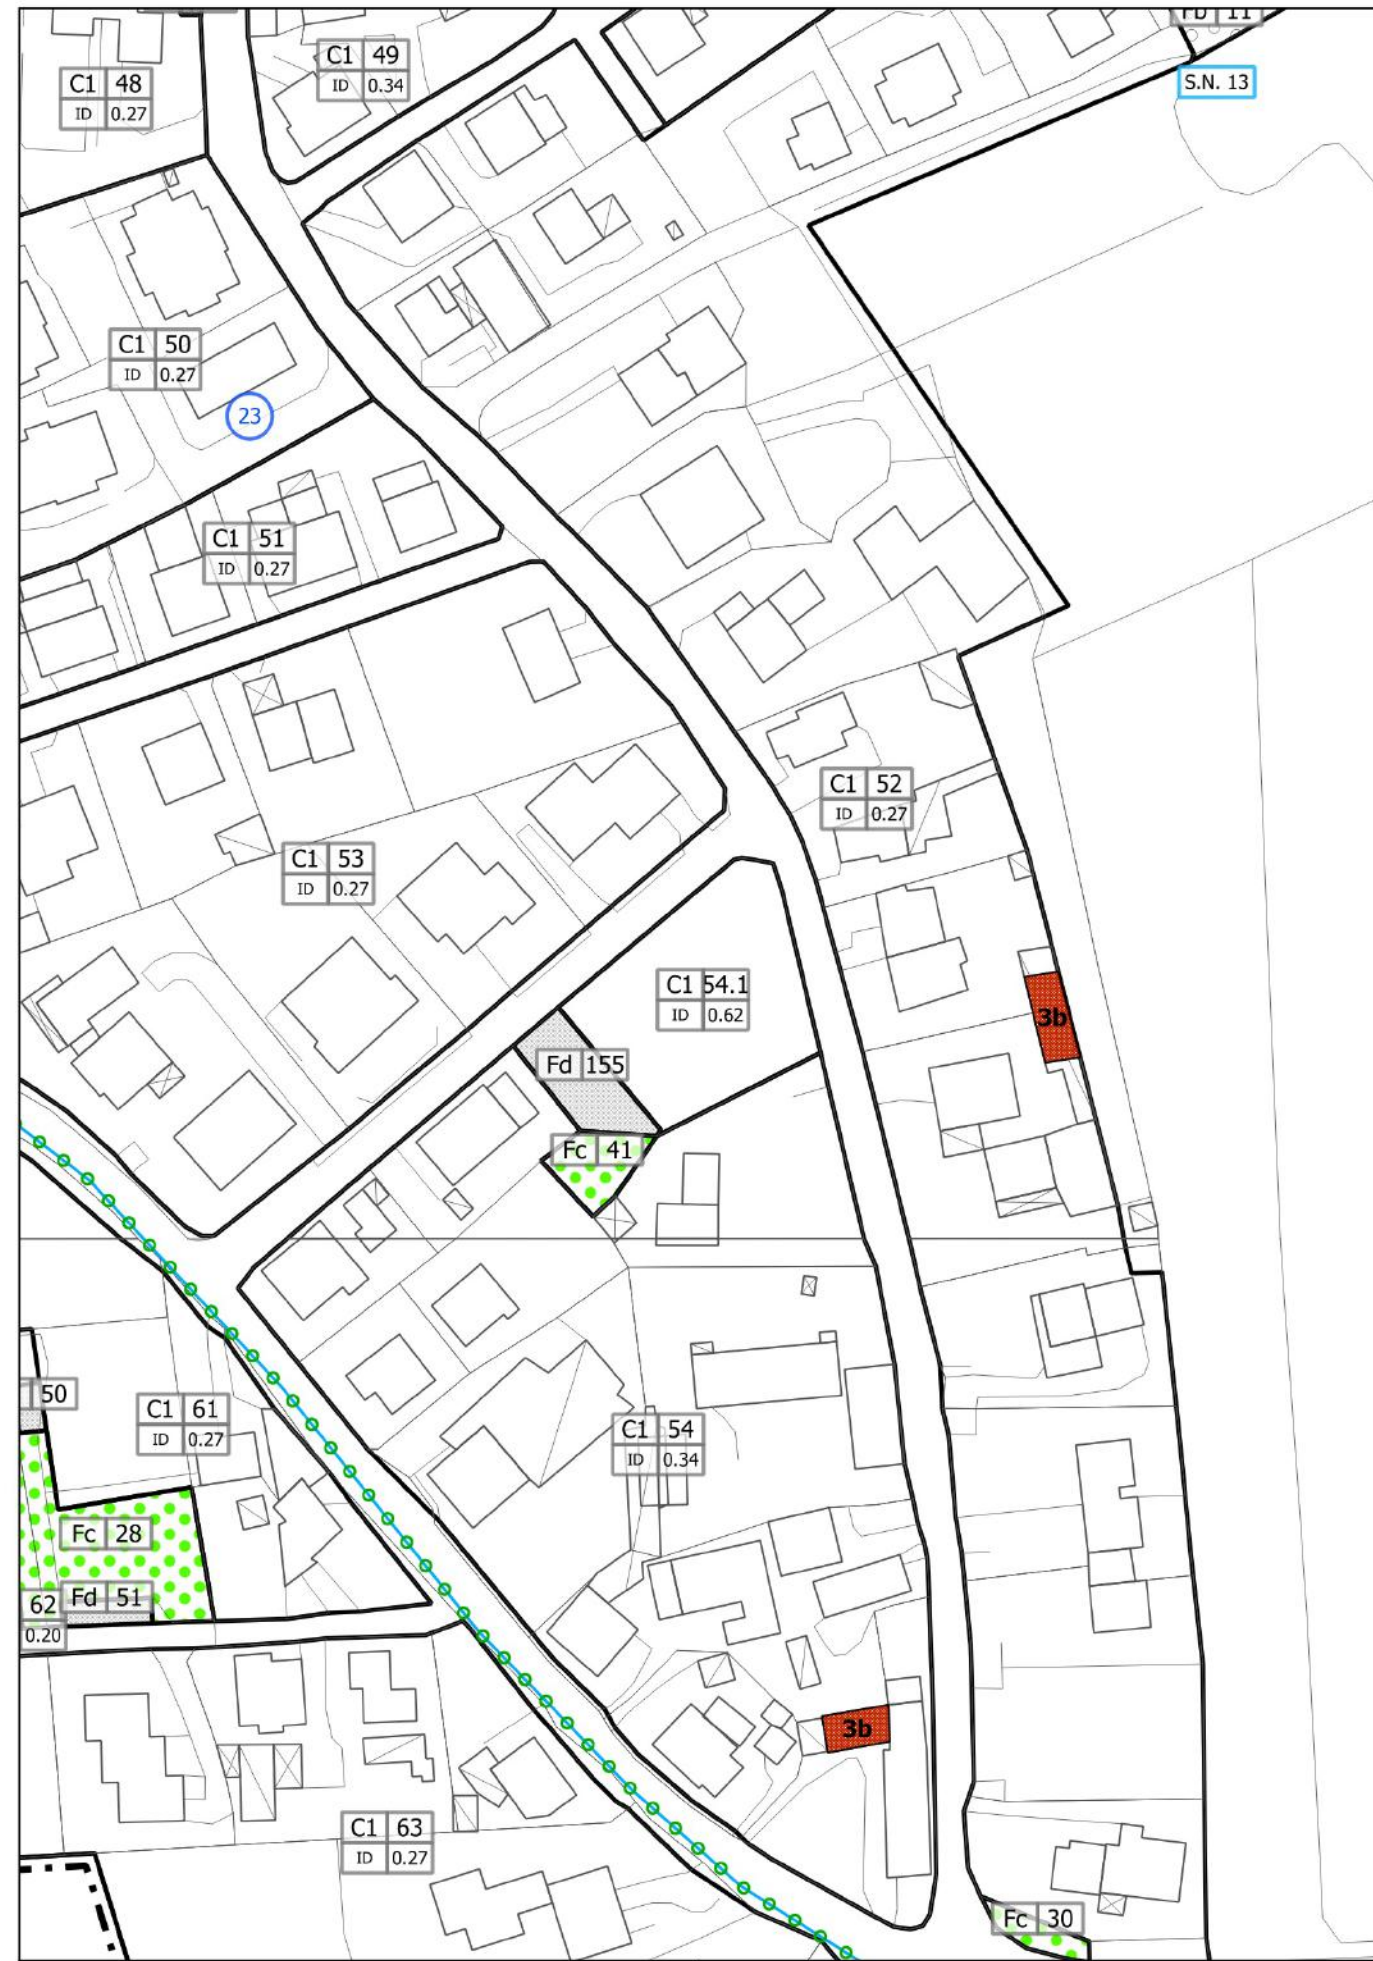 Fb 11
C1 49
ID 0.34
C1 48
ID 0.27
S.N. 13
C1 50
ID 0.27
23
C1 51
ID 0.27
C1 52
ID 0.27
C1 53
ID 0.27
C1 54.1
ID 0.62
3b
Fd 155
Fc 41
50
C1 61
ID 0.27
C1 54
ID 0.34
Fc 28
62
0.20
Fd 51
3b
C1 63
ID 0.27
Fc 30